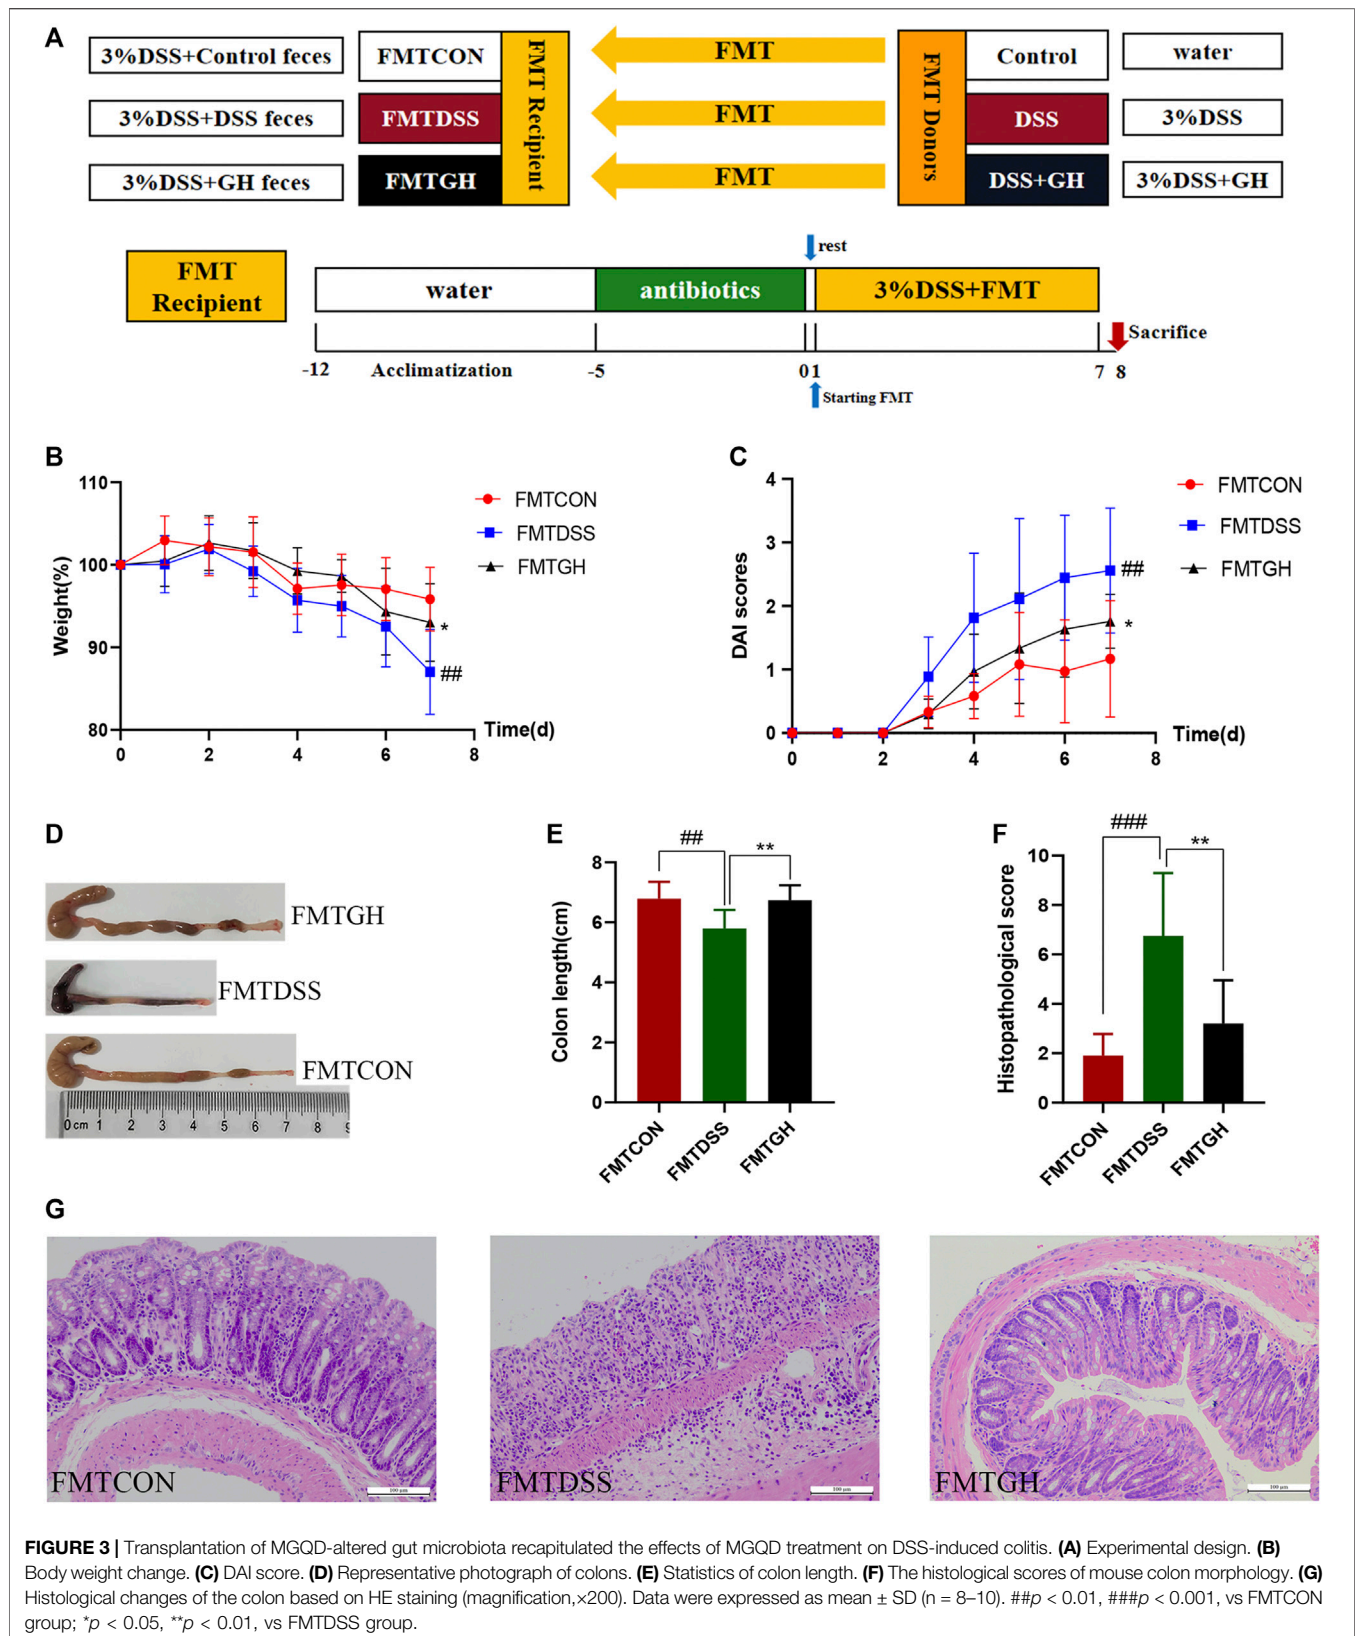 A
3%DSS+Control feces
FMTCON
FMT Recipient
FMT
FMT Donors
Control
water
3%DSS+DSS feces
FMTDSS
FMT
DSS
3%DSS
3%DSS+GH feces
FMTGH
FMT
DSS+GH
3%DSS+GH
rest
FMT
Recipient
water
antibiotics
3%DSS+FMT
Sacrifice
-12
Acclimatization
-5
0
1
7
8
Starting FMT
B
110
100
90
80
Weight(%)
FMTCON
FMTDSS
FMTGH
*
##
Time(d)
0 2 4 6 8
C
4
3
2
1
0
DAI scores
FMTCON
FMTDSS
FMTGH
##
*
Time(d)
0 2 4 6 8
D
FMTGH
FMTDSS
FMTCON
0 cm 1 2 3 4 5 6 7 8 9
E
## **
8
6
4
2
0
Colon length(cm)
FMTCON
FMTDSS
FMTGH
F
###
**
10
8
6
4
2
0
Histopathological score
FMTCON
FMTDSS
FMTGH
G
FMTCON
100 μm
FMTDSS
100 μm
FMTGH
100 μm
FIGURE 3 | Transplantation of MGQD-altered gut microbiota recapitulated the effects of MGQD treatment on DSS-induced colitis. (A) Experimental design. (B)
Body weight change. (C) DAI score. (D) Representative photograph of colons. (E) Statistics of colon length. (F) The histological scores of mouse colon morphology. (G)
Histological changes of the colon based on HE staining (magnification,×200). Data were expressed as mean ± SD (n = 8–10). ##p < 0.01, ###p < 0.001, vs FMTCON
group; *p < 0.05, **p < 0.01, vs FMTDSS group.